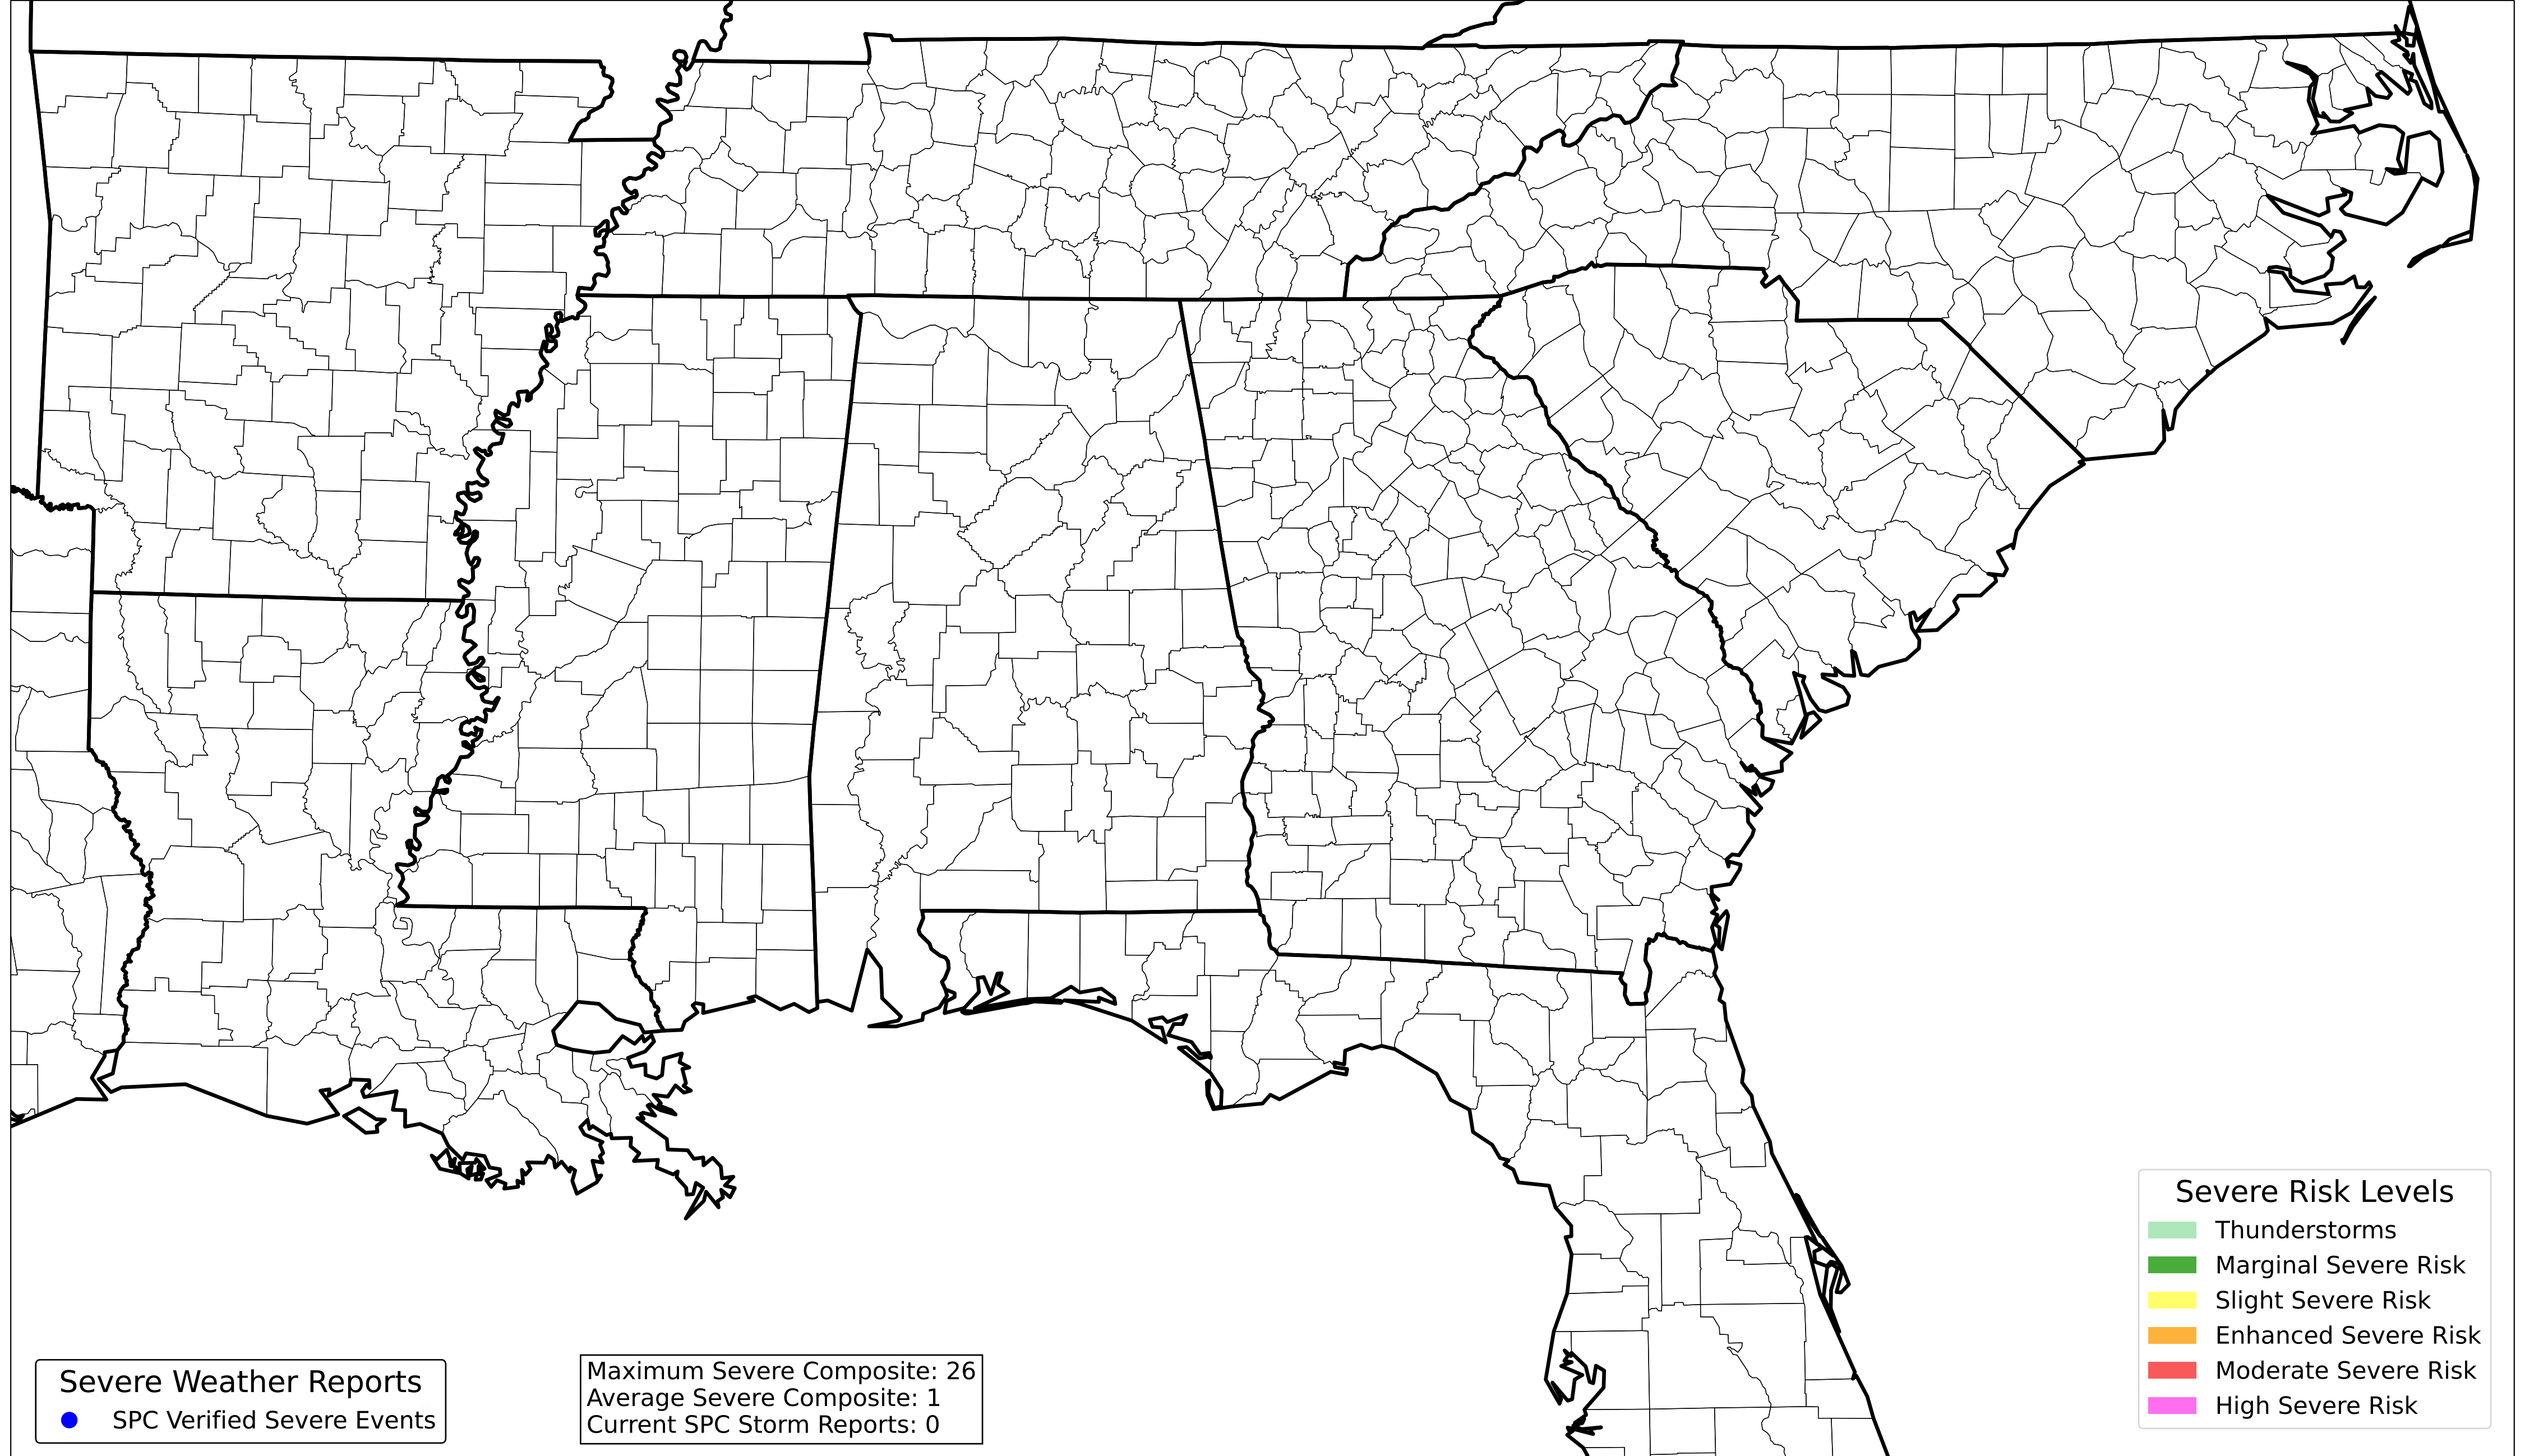 Severe Weather Reports
SPC Verified Severe Events
Maximum Severe Composite: 26
Average Severe Composite: 1
Current SPC Storm Reports: 0
Severe Risk Levels
Thunderstorms
Marginal Severe Risk
Slight Severe Risk
Enhanced Severe Risk
Moderate Severe Risk
High Severe Risk